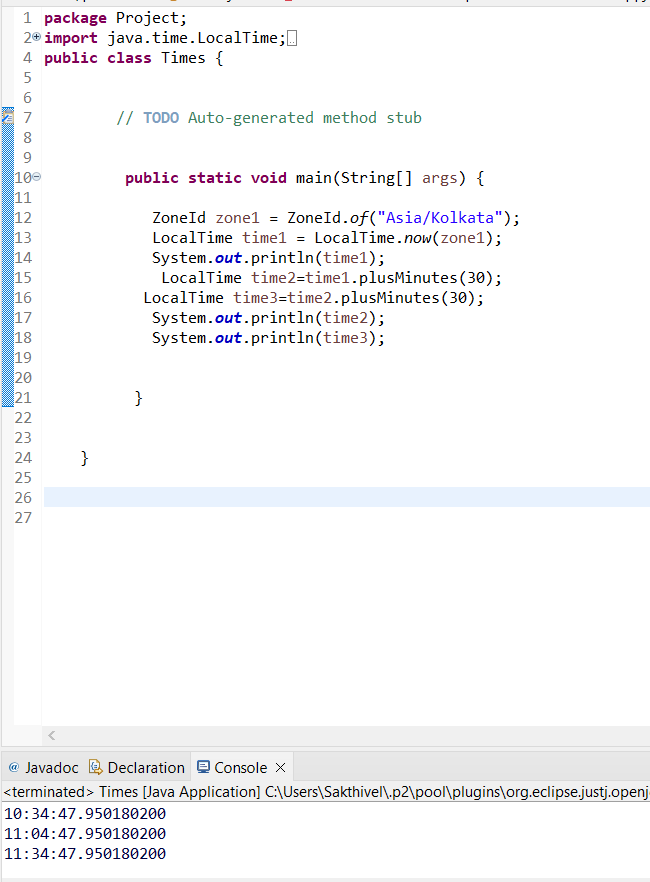 1 package Project;
2 import java.time.LocalTime;
4 public class Times {
5
6
7 // TODO Auto-generated method stub
8
9
10 public static void main(String[] args) {
11
12 ZoneId zone1 = ZoneId.of("Asia/Kolkata");
13 LocalTime time1 = LocalTime.now(zone1);
14 System.out.println(time1);
15 LocalTime time2=time1.plusMinutes(30);
16 LocalTime time3=time2.plusMinutes(30);
17 System.out.println(time2);
18 System.out.println(time3);
19
20
21 }
22
23
24 }
25
26
27
@ Javadoc Declaration Console
<terminated> Times [Java Application] C:\Users\Sakthivel\.p2\pool\plugins\org.eclipse.justj.openj
10:34:47.950180200
11:04:47.950180200
11:34:47.950180200